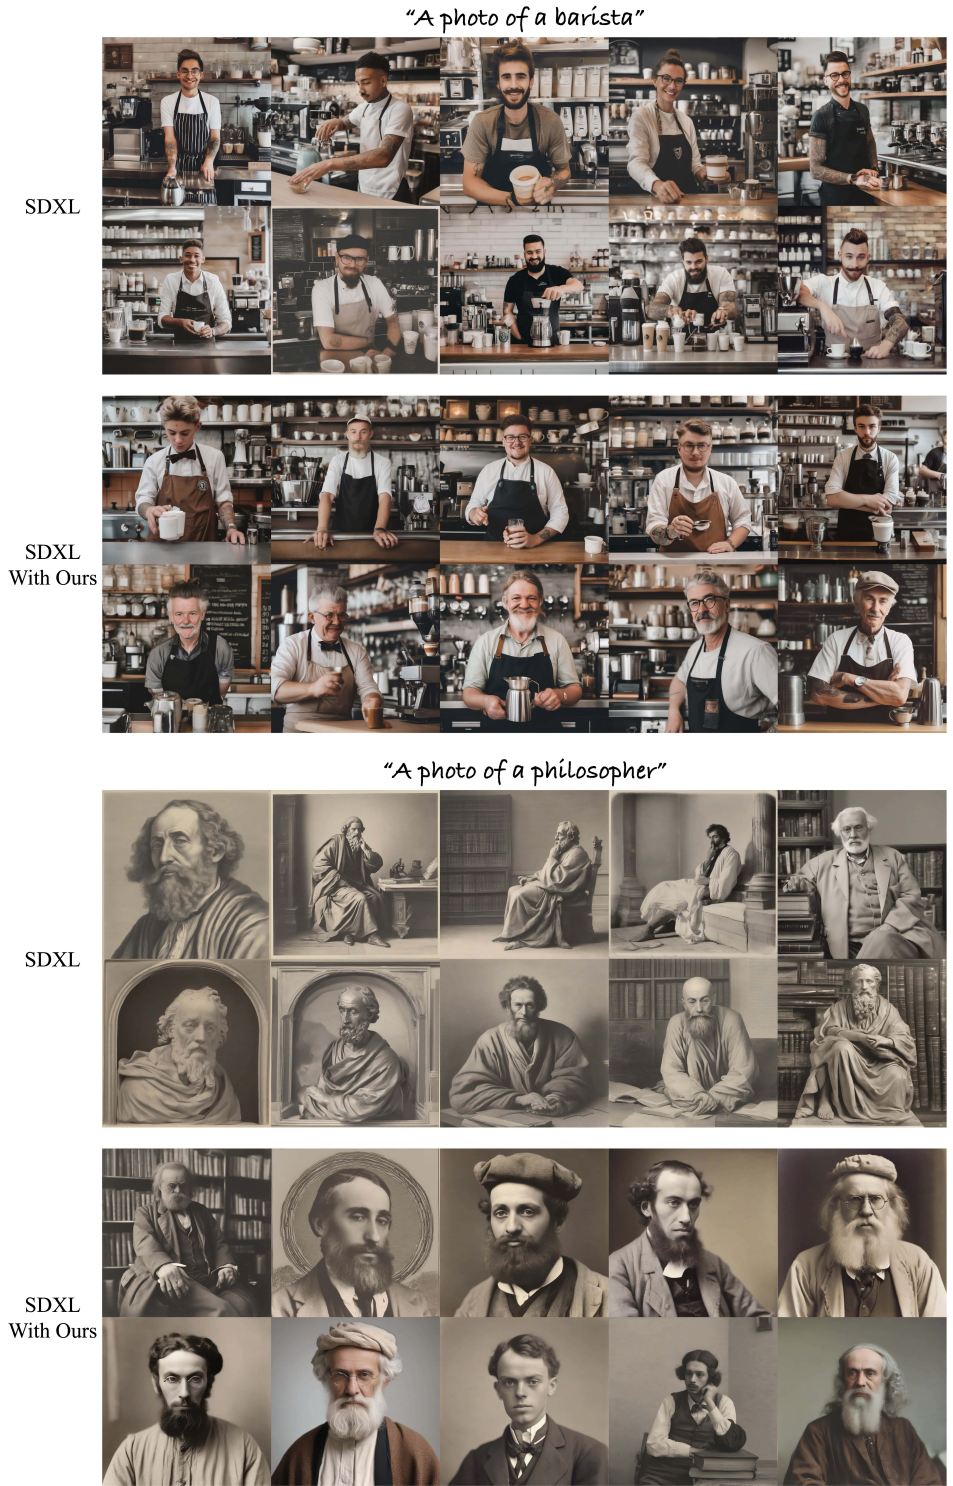 “A photo of a barista”
SDXL
SDXL
With Ours
“A photo of a philosopher”
SDXL
SDXL
With Ours